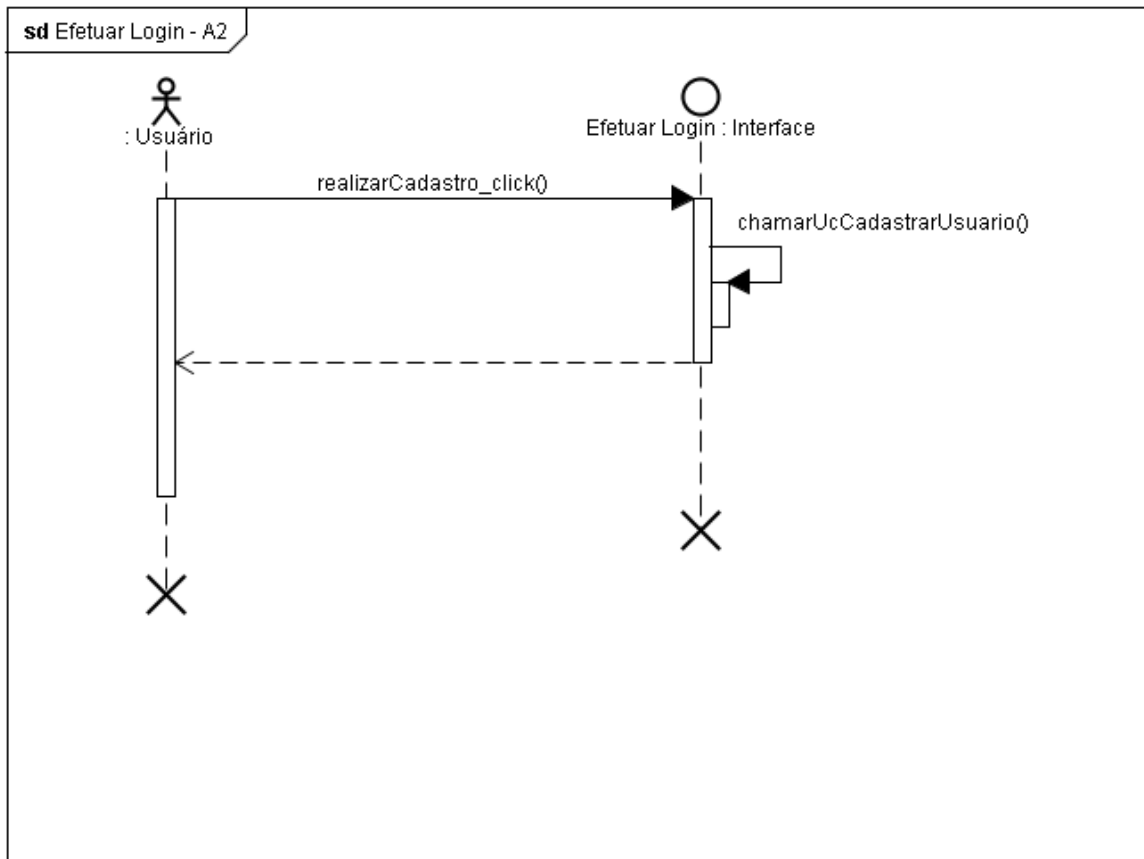 sd Efetuar Login - A2
: Usuário
Efetuar Login : Interface
realizarCadastro_click()
chamarUcCadastrarUsuario()